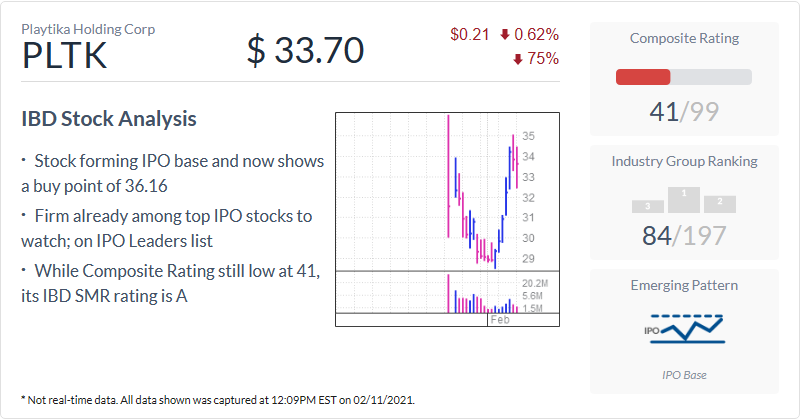 Playtika Holding Corp
PLTK
$ 33.70
$0.21 0.62%
75%
IBD Stock Analysis
· Stock forming IPO base and now shows
a buy point of 36.16
· Firm already among top IPO stocks to
watch; on IPO Leaders list
· While Composite Rating still low at 41,
its IBD SMR rating is A
35
34
33
32
31
30
29
20.2M
5.6M
1.5M
Feb
Composite Rating
41/99
Industry Group Ranking
3 1 2
84/197
Emerging Pattern
IPO
IPO Base
* Not real-time data. All data shown was captured at 12:09PM EST on 02/11/2021.